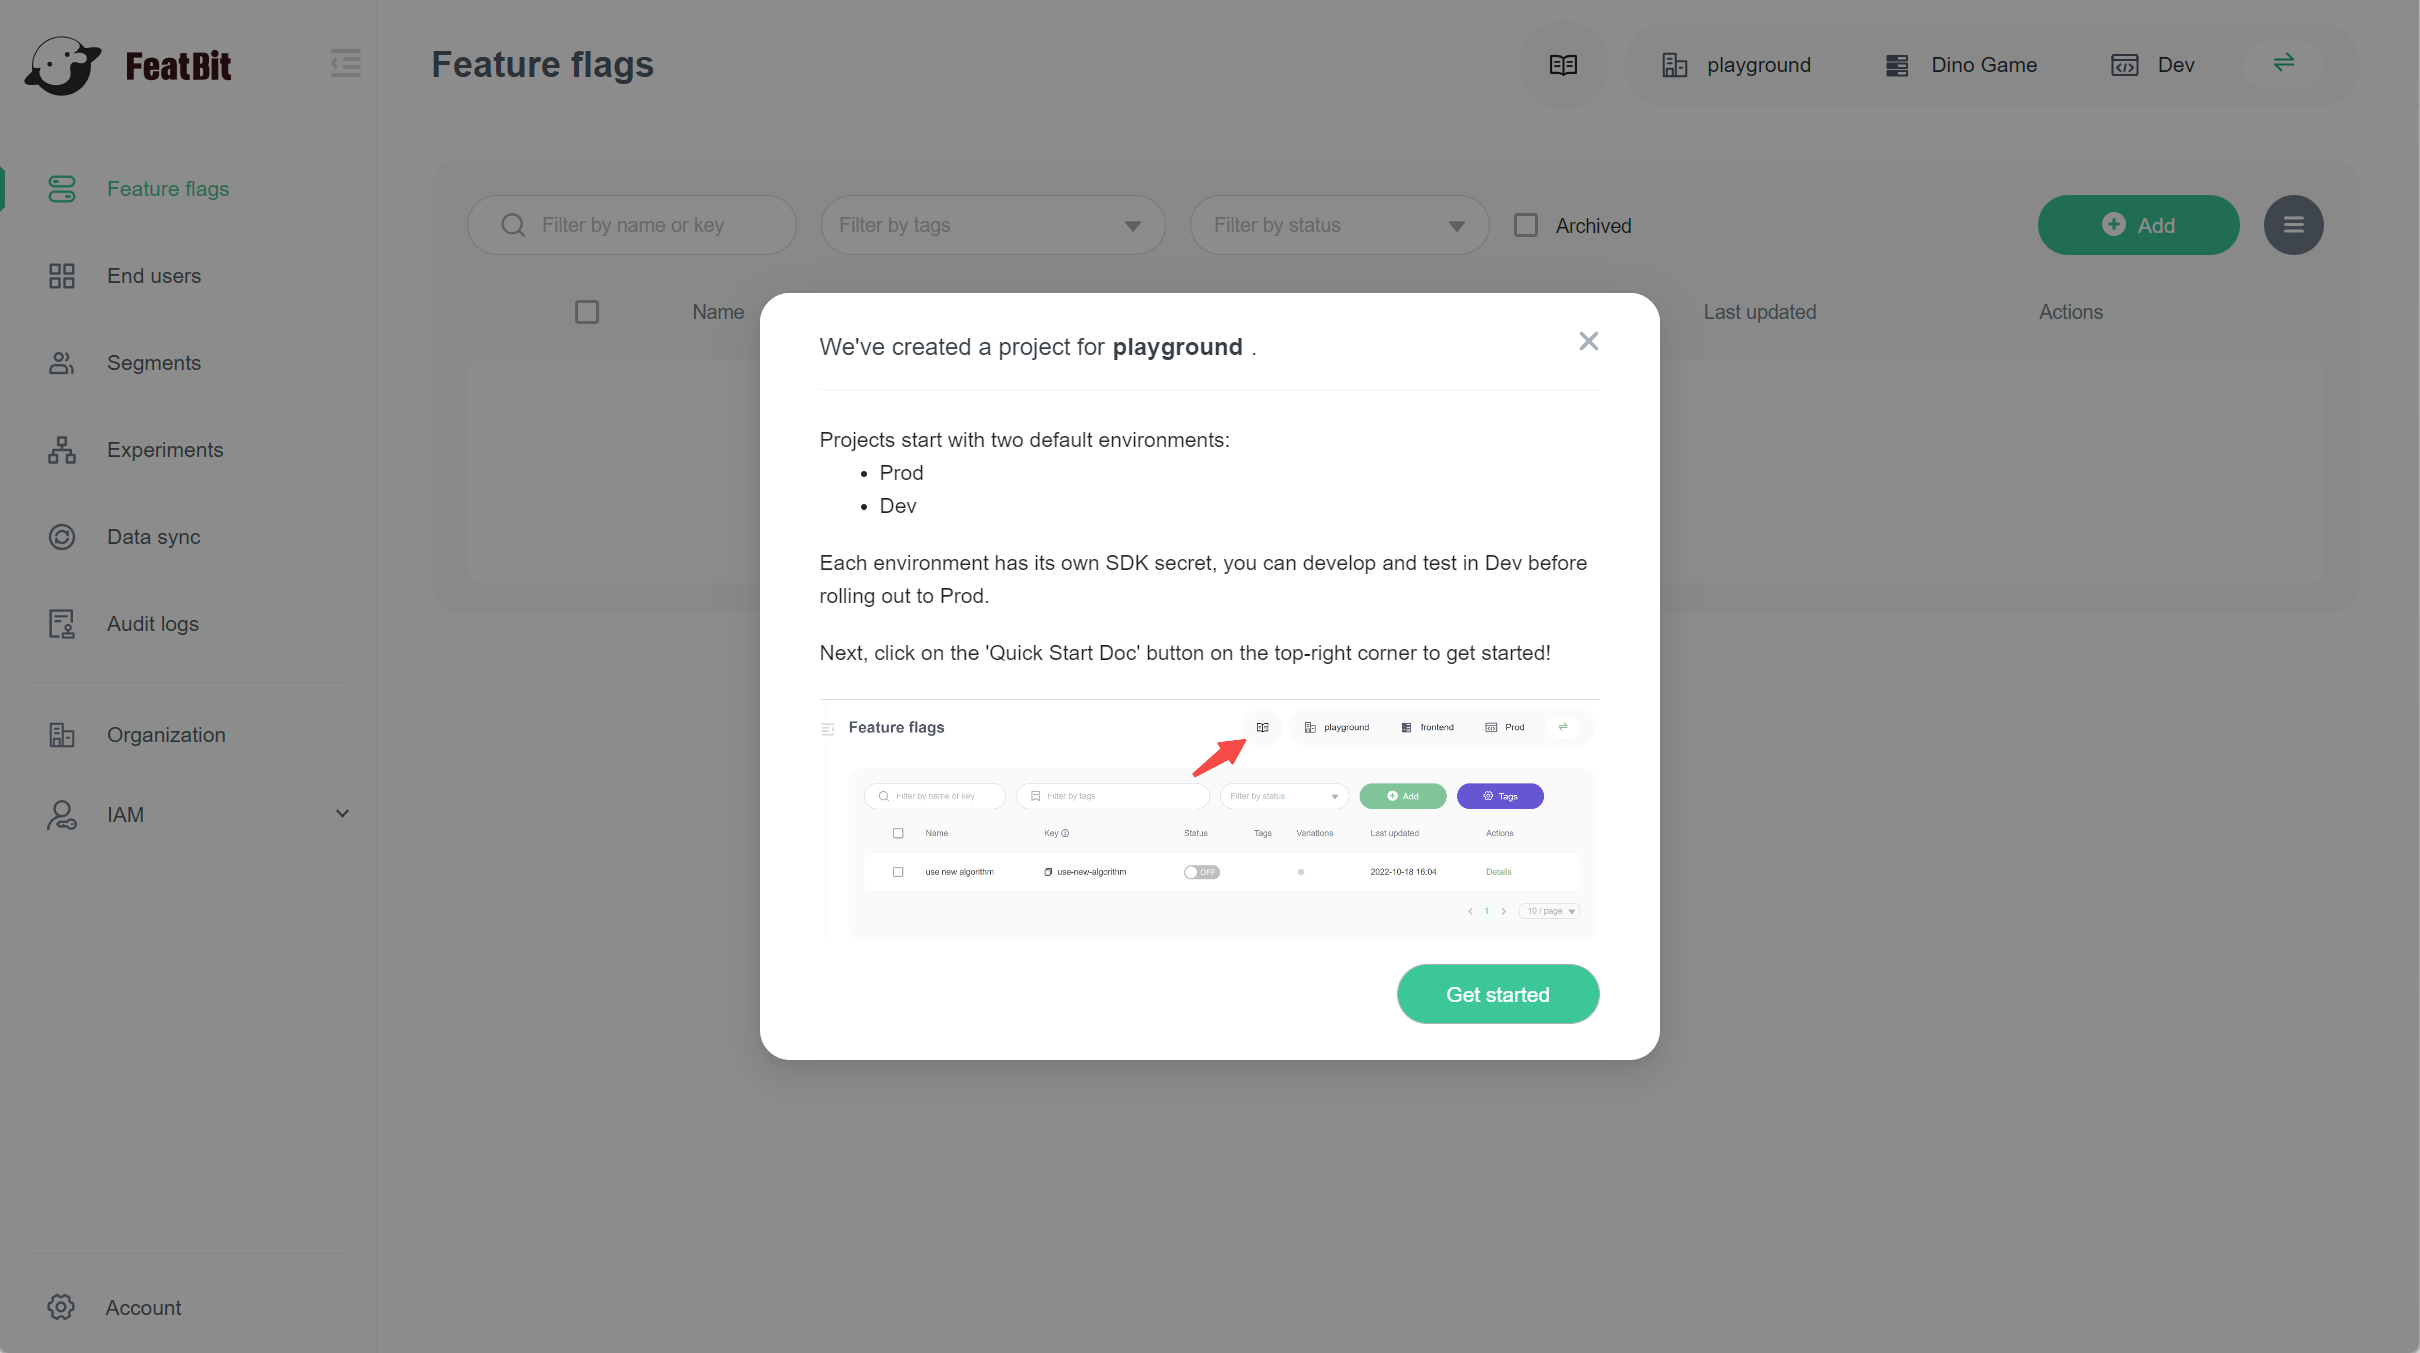 FeatBit
Feature flags
playground
Dino Game
Dev
Feature flags
End users
Segments
Experiments
Data sync
Audit logs
Organization
IAM
Account
Filter by name or key
Filter by tags
Filter by status
Archived
Add
Name
Last updated
Actions
We've created a project for playground .
Projects start with two default environments:
• Prod
• Dev
Each environment has its own SDK secret, you can develop and test in Dev before
rolling out to Prod.
Next, click on the 'Quick Start Doc' button on the top-right corner to get started!
Feature flags
playground
frontend
Prod
Filter by name or key
Filter by tags
Filter by status
Add
Tags
Name
Key
Status
Tags
Variations
Last updated
Actions
use new algorithm
use-new-algorithm
OFF
2022-10-18 16:04
Details
1
10 / page
Get started